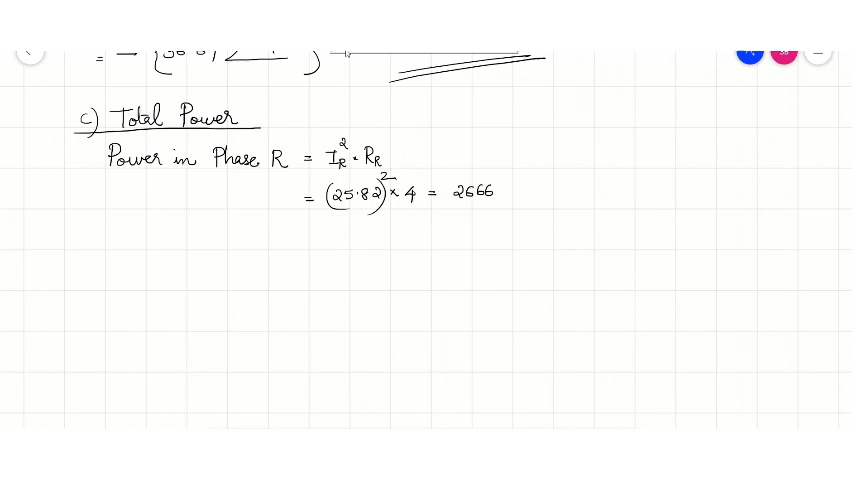 c) Total Power
Power in Phase R = I_R^2 · R_R
= (25.82)^2 × 4 = 2666